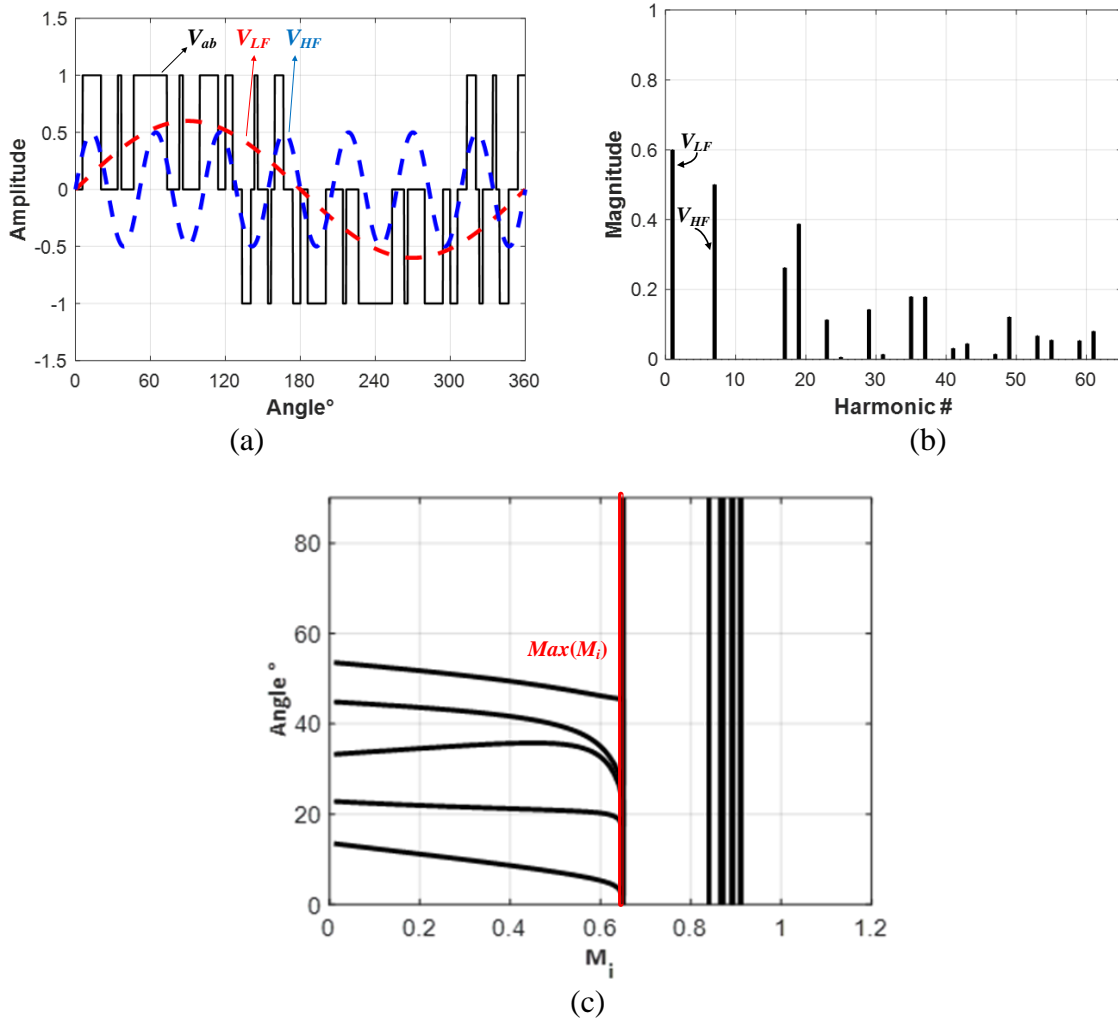 1.5
V_ab V_LF V_HF
1
0.5
0
-0.5
-1
-1.5
Amplitude
0 60 120 180 240 300 360
Angle°
(a)
1
0.8
0.6
0.4
0.2
0
Magnitude
V_LF
V_HF
0 10 20 30 40 50 60
Harmonic #
(b)
80
60
40
20
0
Angle °
Max(M_i)
0 0.2 0.4 0.6 0.8 1 1.2
M_i
(c)